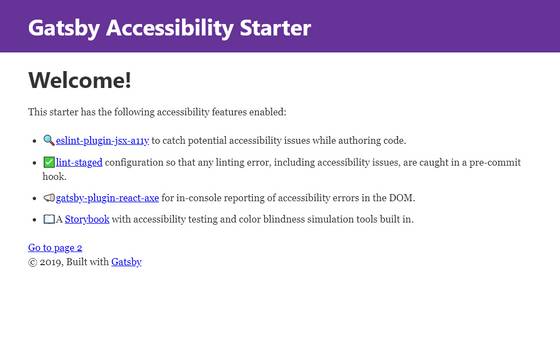 Gatsby Accessibility Starter
Welcome!
This starter has the following accessibility features enabled:
• 🔍eslint-plugin-jsx-a11y to catch potential accessibility issues while authoring code.
• ✅lint-staged configuration so that any linting error, including accessibility issues, are caught in a pre-commit
hook.
• 📣gatsby-plugin-react-axe for in-console reporting of accessibility errors in the DOM.
• 📖A Storybook with accessibility testing and color blindness simulation tools built in.
Go to page 2
© 2019, Built with Gatsby